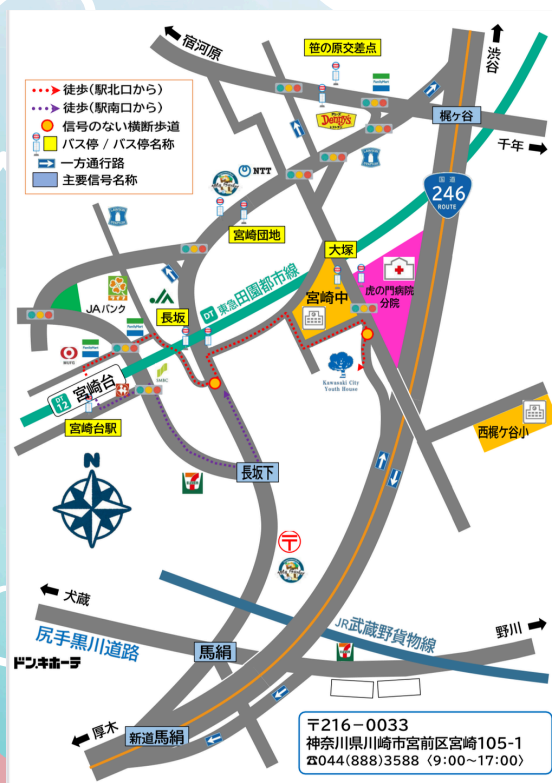 宿河原
笹の原交差点
渋谷
徒歩(駅北口から)
徒歩(駅南口から)
信号のない横断歩道
バス停 / バス停名称
一方通行路
主要信号名称
FamilyMart
Denny's
梶ヶ谷
千年
NTT
国道
246
ROUTE
宮崎団地
大塚
DT 東急田園都市線
宮崎中
虎の門病院
分院
JAバンク
JA
長坂
FamilyMart
MUFG
FamilyMart
SMBC
DT
12
宮崎台
宮崎台駅
Kawasaki City
Youth House
西梶ケ谷小
N
長坂下
犬蔵
尻手黒川道路
JR武蔵野貨物線
野川
ドン.キホーテ
馬絹
厚木
新道馬絹
〒216-0033
神奈川県川崎市宮前区宮崎105-1
☎044(888)3588 〈9:00~17:00〉